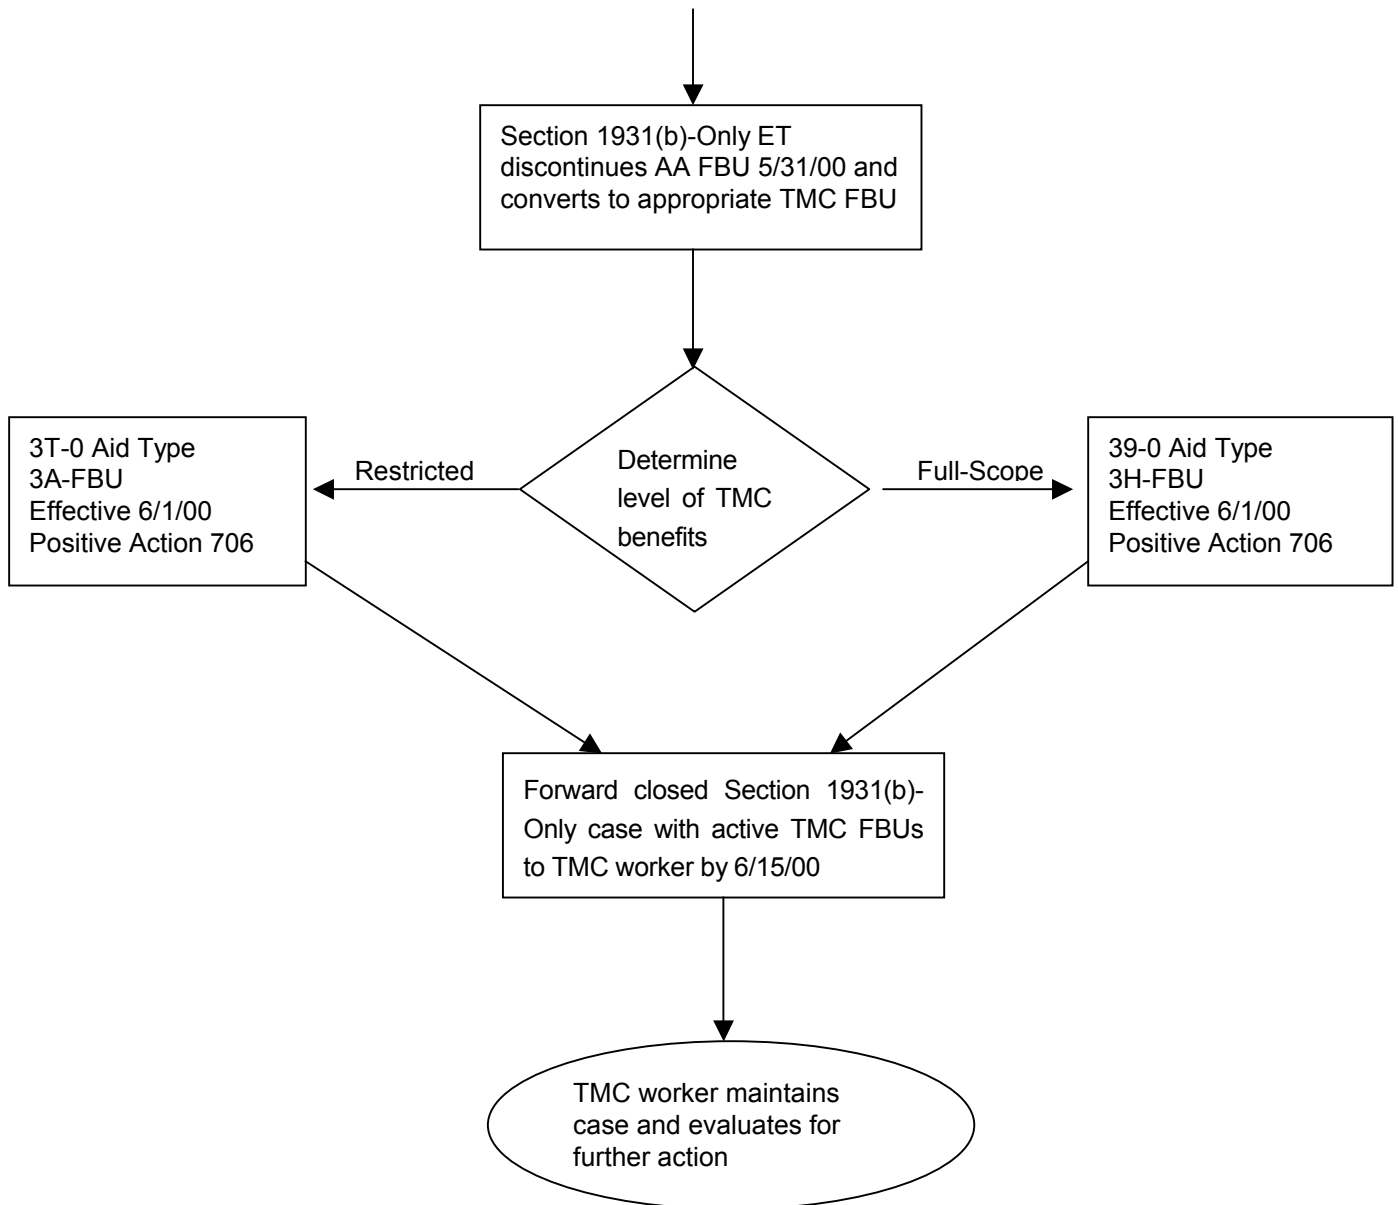 Section 1931(b)-Only ET
discontinues AA FBU 5/31/00 and
converts to appropriate TMC FBU
Determine
level of TMC
benefits
Restricted
Full-Scope
3T-0 Aid Type
3A-FBU
Effective 6/1/00
Positive Action 706
39-0 Aid Type
3H-FBU
Effective 6/1/00
Positive Action 706
Forward closed Section 1931(b)-
Only case with active TMC FBUs
to TMC worker by 6/15/00
TMC worker maintains
case and evaluates for
further action